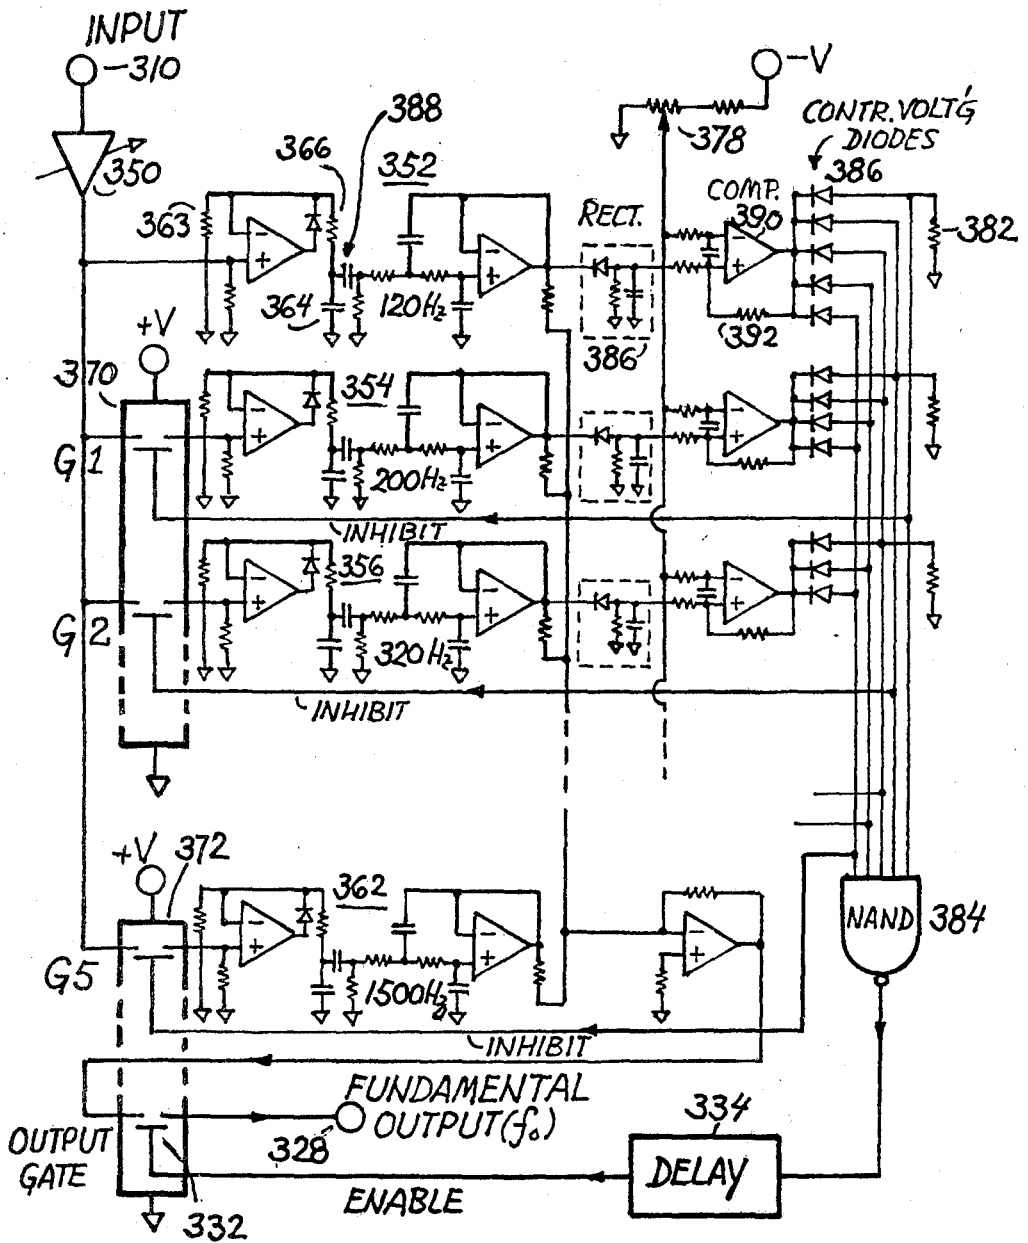 INPUT
310
-V
388
CONTR. VOLT'G
DIODES
378
366
352
386
350
COMP.
363
RECT.
390
382
- 
+
-
+
-
+
364
120Hz
+V
392
386
370
354
-
+
-
+
-
+
G1
200Hz
INHIBIT
356
-
+
-
+
-
+
G2
320Hz
INHIBIT
+V
372
362
NAND
384
-
+
-
+
-
+
G5
1500Hz
INHIBIT
FUNDAMENTAL
OUTPUT (f₀)
334
328
OUTPUT
GATE
DELAY
ENABLE
332